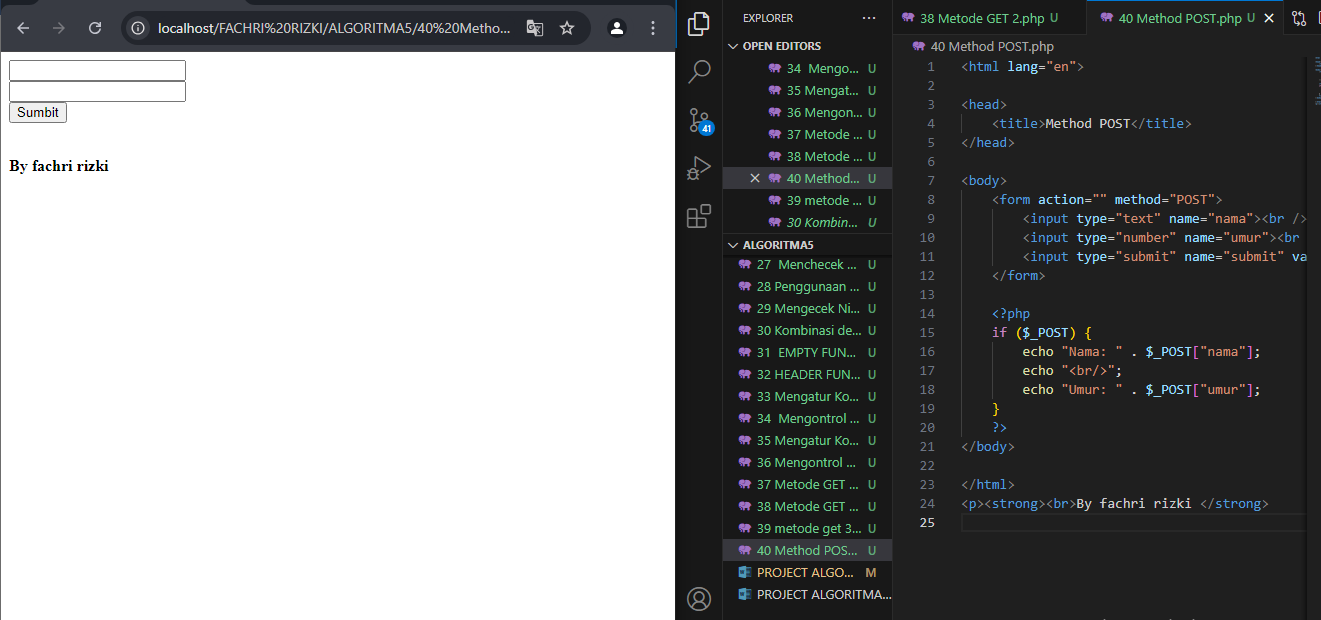 localhost/FACHRI%20RIZKI/ALGORITMA5/40%20Metho...
Sumbit
By fachri rizki
41
EXPLORER
OPEN EDITORS
34 Mengo... U
35 Mengat... U
36 Mengon... U
37 Metode ... U
38 Metode ... U
40 Method... U
39 metode ... U
30 Kombin... U
ALGORITMA5
27 Menchecek ... U
28 Penggunaan ... U
29 Mengecek Ni... U
30 Kombinasi de... U
31 EMPTY FUN... U
32 HEADER FUN... U
33 Mengatur Ko... U
34 Mengontrol ... U
35 Mengatur Ko... U
36 Mengontrol ... U
37 Metode GET ... U
38 Metode GET ... U
39 metode get 3... U
40 Method POS... U
PROJECT ALGO... M
PROJECT ALGORITMA...
38 Metode GET 2.php U
40 Method POST.php U
40 Method POST.php
1 <html lang="en">
2
3 <head>
4 <title>Method POST</title>
5 </head>
6
7 <body>
8 <form action="" method="POST">
9 <input type="text" name="nama"><br />
10 <input type="number" name="umur"><br
11 <input type="submit" name="submit" va
12 </form>
13
14 <?php
15 if ($_POST) {
16 echo "Nama: " . $_POST["nama"];
17 echo "<br/>";
18 echo "Umur: " . $_POST["umur"];
19 }
20 ?>
21 </body>
22
23 </html>
24 <p><strong><br>By fachri rizki </strong>
25